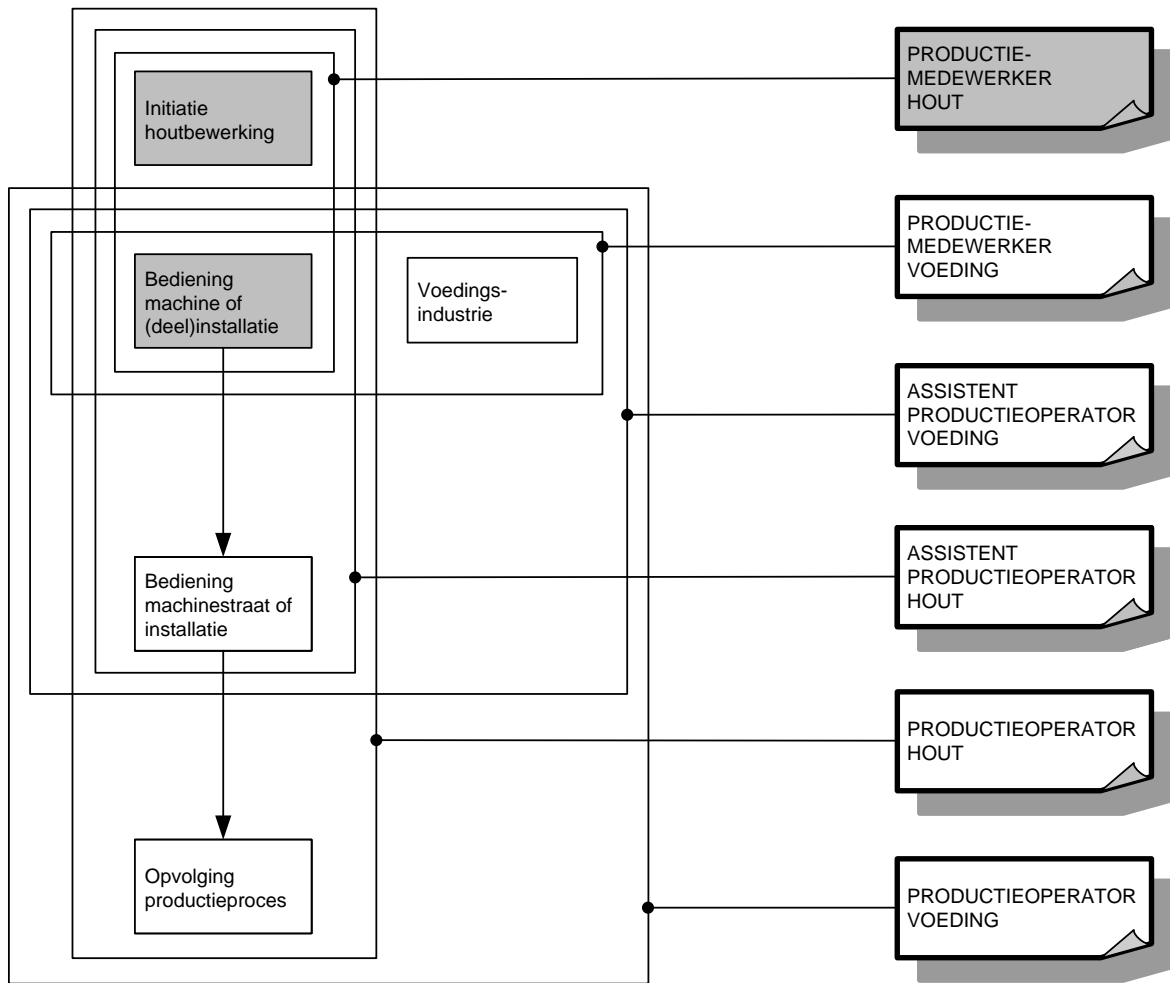 Initiatie
houtbewerking
Bediening
machine of
(deel)installatie
Voedings-
industrie
Bediening
machinestraat of
installatie
Opvolging
productieproces
PRODUCTIE-
MEDEWERKER
HOUT
PRODUCTIE-
MEDEWERKER
VOEDING
ASSISTENT
PRODUCTIEOPERATOR
VOEDING
ASSISTENT
PRODUCTIEOPERATOR
HOUT
PRODUCTIEOPERATOR
HOUT
PRODUCTIEOPERATOR
VOEDING